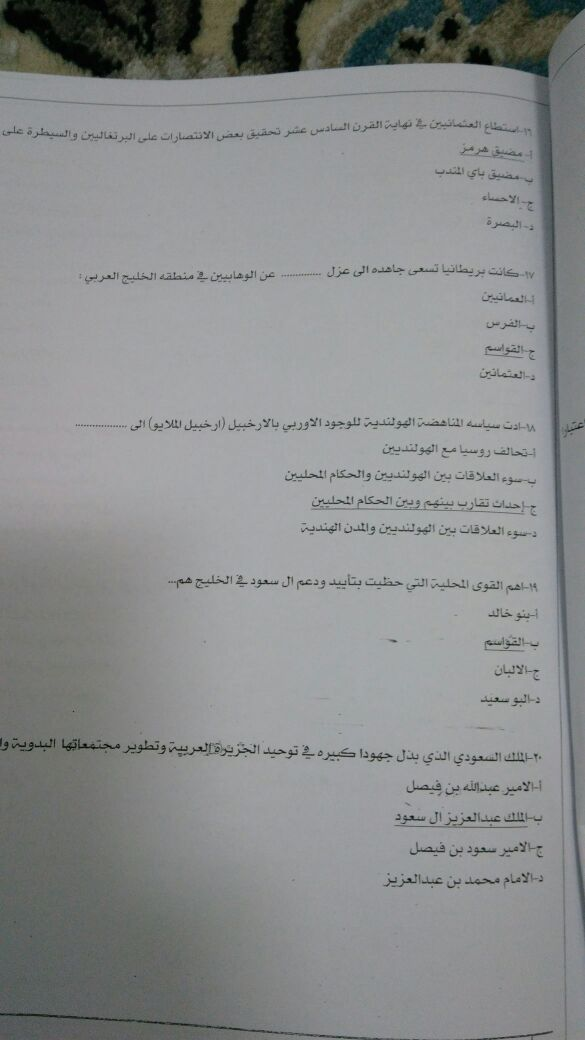 ١٦-استطاع العثمانيين في نهاية القرن السادس عشر تحقيق بعض الانتصارات على البرتغاليين والسيطرة على
أ- مضيق هرمز
ب-مضيق باي المندب
ج-الاحساء
د-البصرة
١٧-كانت بريطانيا تسعى جاهده الى عزل ............. عن الوهابيين في منطقه الخليج العربي :
أ-العمانيين
ب-الفرس
ج-القواسم
د-العثمانين
١٨-ادت سياسه المناهضة الهولندية للوجود الاوربي بالارخبيل (ارخبيل الملايو) الى .................
أ-تحالف روسيا مع الهولنديين
ب-سوء العلاقات بين الهولنديين والحكام المحليين
ج-إحداث تقارب بينهم وبين الحكام المحليين
د-سوء العلاقات بين الهولنديين والمدن الهندية
١٩-اهم القوى المحلية التي حظيت بتأييد ودعم ال سعود في الخليج هم...
أ-بنو خالد
ب-القواسم
ج-الالبان
د-البو سعيد
٢٠-الملك السعودي الذي بذل جهودا كبيره في توحيد الجزيرة العربية وتطوير مجتمعاتها البدوية
أ-الامير عبدالله بن فيصل
ب-الملك عبدالعزيز ال سعود
ج-الامير سعود بن فيصل
د-الامام محمد بن عبدالعزيز